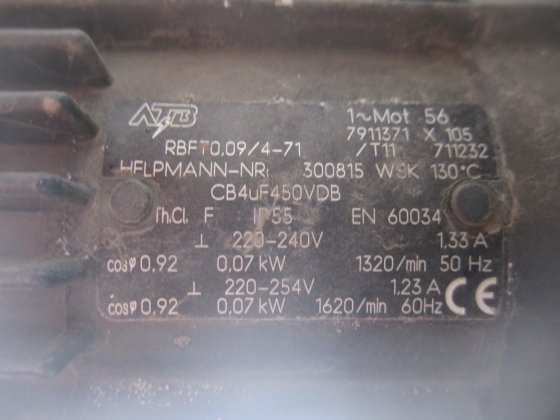 ATB 1~Mot 56
7911371 X 105
RBFT0,09/4-71 /T11 711232
HFLPMANN-NR: 300815 WSK 130°C
CB4uF450VDB
Th.Cl. F IP55 EN 60034
⊥ 220-240V 1.33 A
cosφ 0,92 0,07 kW 1320/min 50 Hz
⊥ 220-254V 1.23 A
cosφ 0,92 0,07 kW 1620/min 60Hz CE